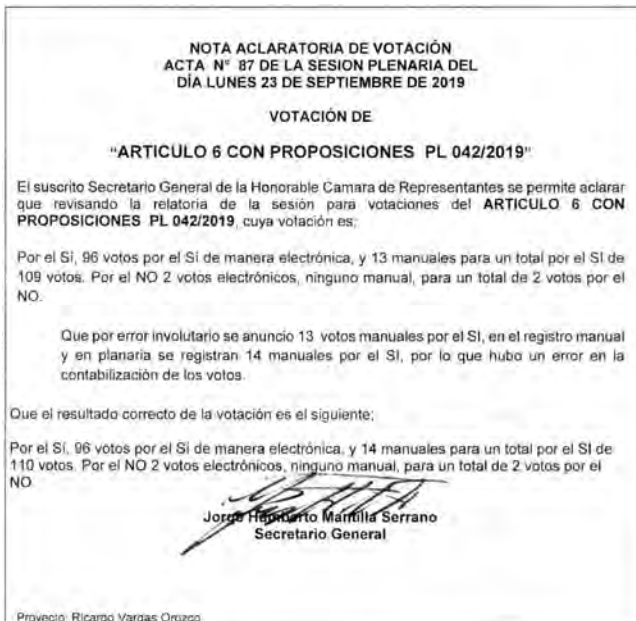 NOTA ACLARATORIA DE VOTACIÓN
ACTA N° 87 DE LA SESION PLENARIA DEL
DÍA LUNES 23 DE SEPTIEMBRE DE 2019
VOTACIÓN DE
“ARTICULO 6 CON PROPOSICIONES PL 042/2019”
El suscrito Secretario General de la Honorable Camara de Representantes se permite aclarar
que revisando la relatoria de la sesión para votaciones del ARTICULO 6 CON
PROPOSICIONES PL 042/2019, cuya votación es;
Por el Sí, 96 votos por el Sí de manera electrónica, y 13 manuales para un total por el SI de
109 votos. Por el NO 2 votos electrónicos, ninguno manual, para un total de 2 votos por el
NO.
Que por error involutario se anuncio 13 votos manuales por el SI, en el registro manual
y en planaria se registran 14 manuales por el SI, por lo que hubo un error en la
contabilización de los votos.
Que el resultado correcto de la votación es el siguiente;
Por el Sí, 96 votos por el Sí de manera electrónica, y 14 manuales para un total por el SI de
110 votos. Por el NO 2 votos electrónicos, ninguno manual, para un total de 2 votos por el
NO
Jorge Humberto Mantilla Serrano
Secretario General
Proyecto: Ricardo Vargas Orozco